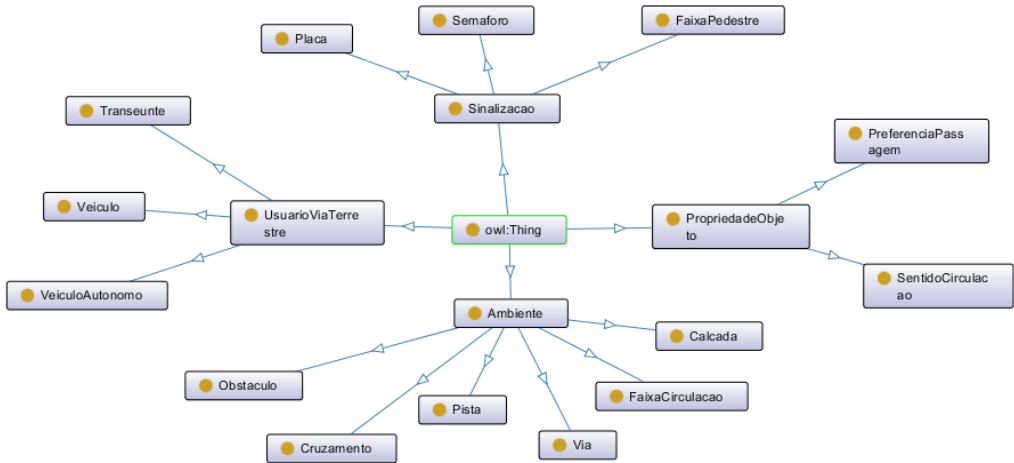 Semaforo
FaixaPedestre
Placa
Sinalizacao
Transeunte
PreferenciaPass
agem
Veiculo
UsuarioViaTerre
stre
owl:Thing
PropriedadeObje
to
VeiculoAutonomo
SentidoCirculac
ao
Ambiente
Calcada
Obstaculo
FaixaCirculacao
Pista
Cruzamento
Via